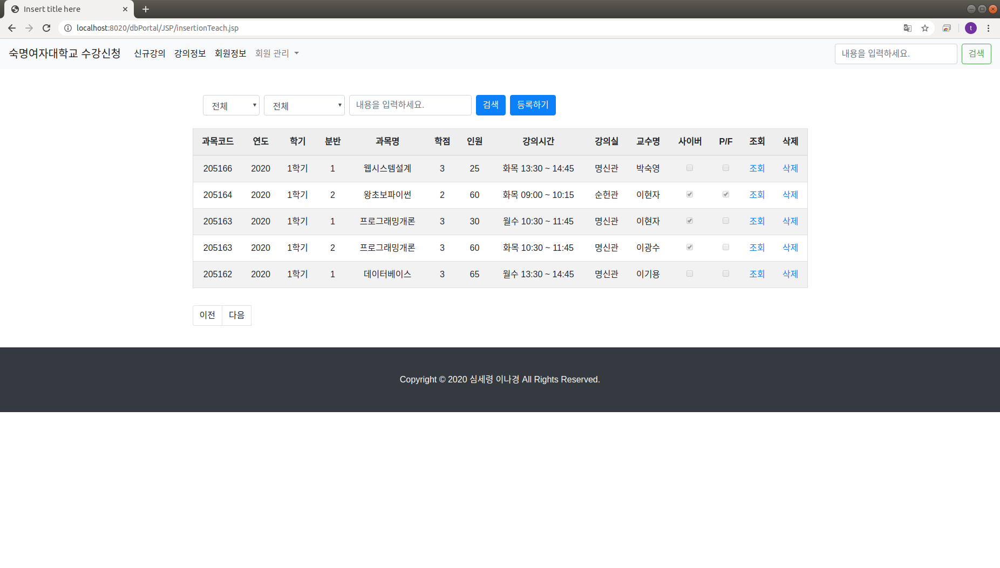 Insert title here
localhost:8020/dbPortal/JSP/insertionTeach.jsp
t
숙명여자대학교 수강신청 신규강의 강의정보 회원정보 회원 관리 내용을 입력하세요. 검색
전체 전체 내용을 입력하세요. 검색 등록하기
과목코드 연도 학기 분반 과목명 학점 인원 강의시간 강의실 교수명 사이버 P/F 조회 삭제
205166 2020 1학기 1 웹시스템설계 3 25 화목 13:30 ~ 14:45 명신관 박숙영 조회 삭제
205164 2020 1학기 2 왕초보파이썬 2 60 화목 09:00 ~ 10:15 순헌관 이현자 조회 삭제
205163 2020 1학기 1 프로그래밍개론 3 30 월수 10:30 ~ 11:45 명신관 이현자 조회 삭제
205163 2020 1학기 2 프로그래밍개론 3 60 화목 10:30 ~ 11:45 명신관 이광수 조회 삭제
205162 2020 1학기 1 데이터베이스 3 65 월수 13:30 ~ 14:45 명신관 이기용 조회 삭제
이전 다음
Copyright © 2020 심세령 이나경 All Rights Reserved.